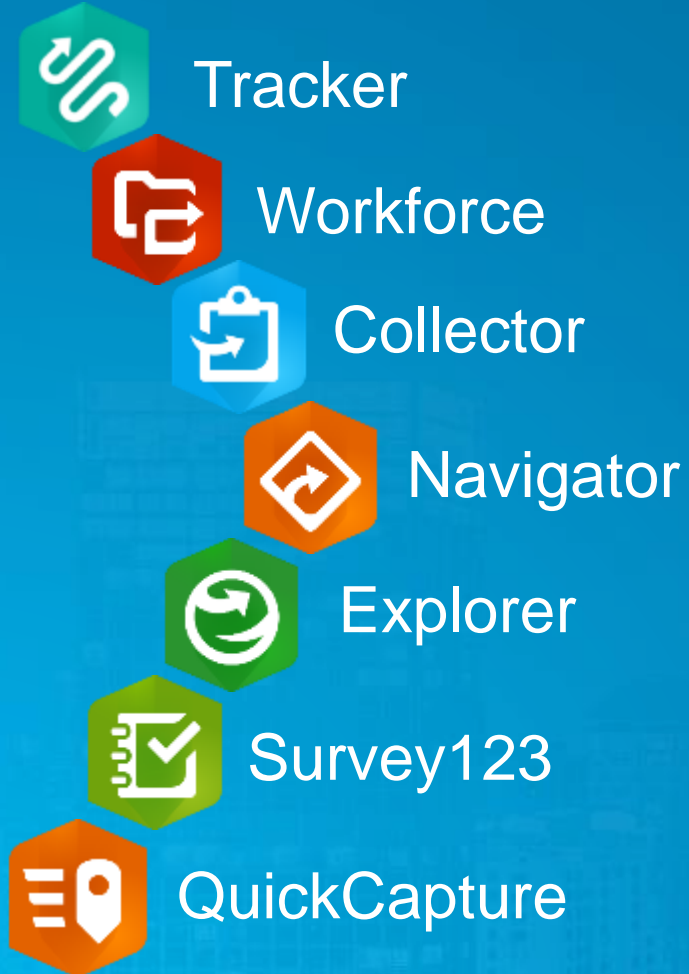 Tracker
Workforce
Collector
Navigator
Explorer
Survey123
QuickCapture